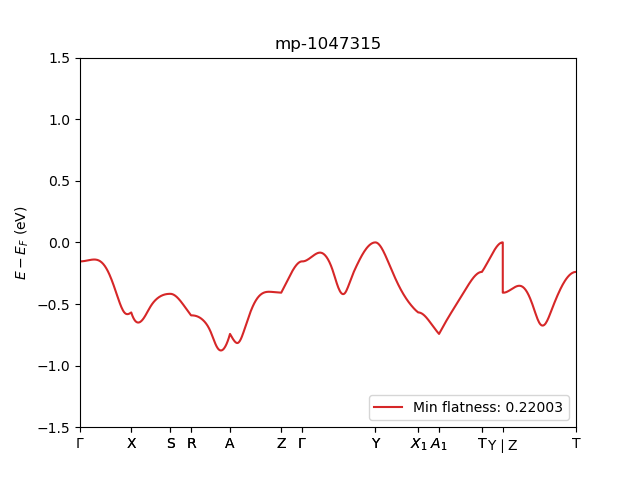 mp-1047315
E − E_F (eV)
1.5
1.0
0.5
0.0
−0.5
−1.0
−1.5
Min flatness: 0.22003
Γ X S R A Z Γ Y X₁ A₁ T Y | Z T